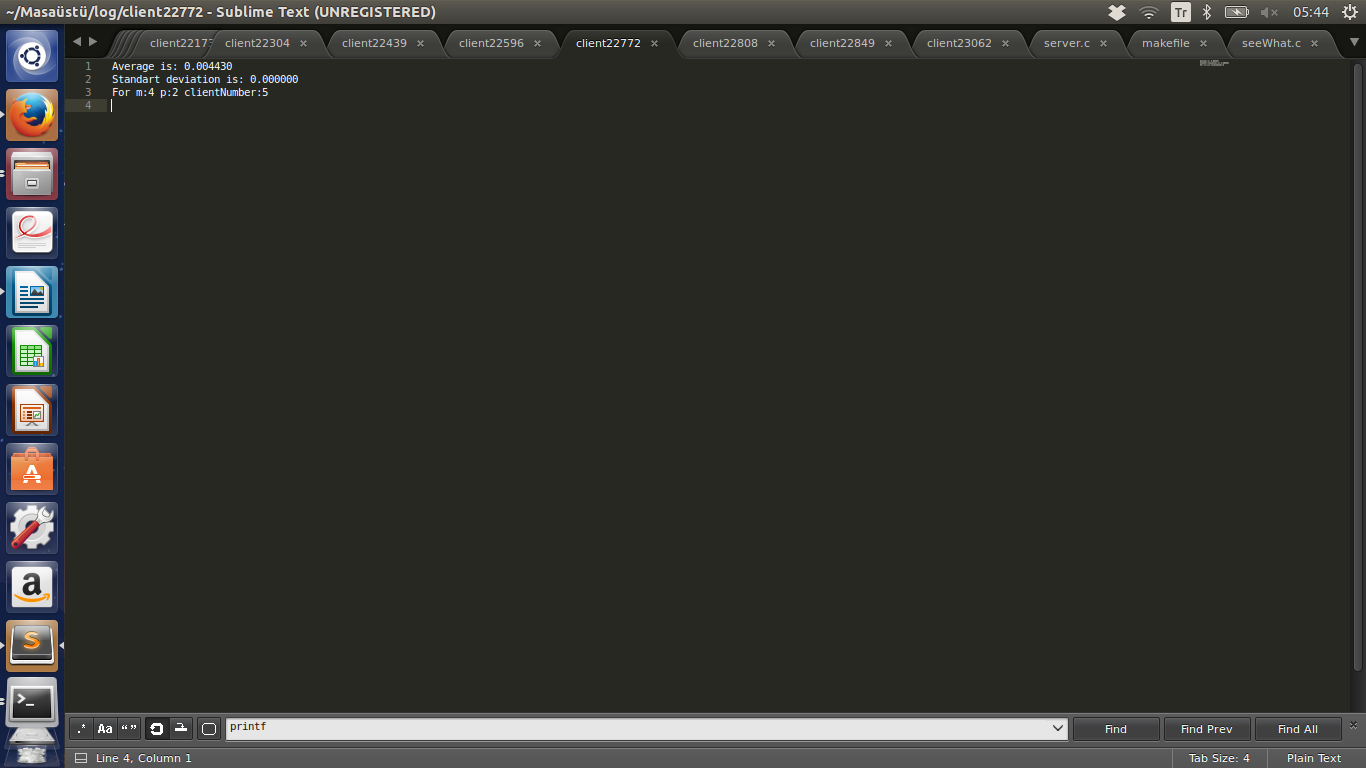 ~/Masaüstü/log/client22772 - Sublime Text (UNREGISTERED)
Tr
05:44
client2217
client22304
client22439
client22596
client22772
client22808
client22849
client23062
server.c
makefile
seeWhat.c
1 Average is: 0.004430
2 Standart deviation is: 0.000000
3 For m:4 p:2 clientNumber:5
4
.* Aa “ ”
printf
Find
Find Prev
Find All
Line 4, Column 1
Tab Size: 4
Plain Text